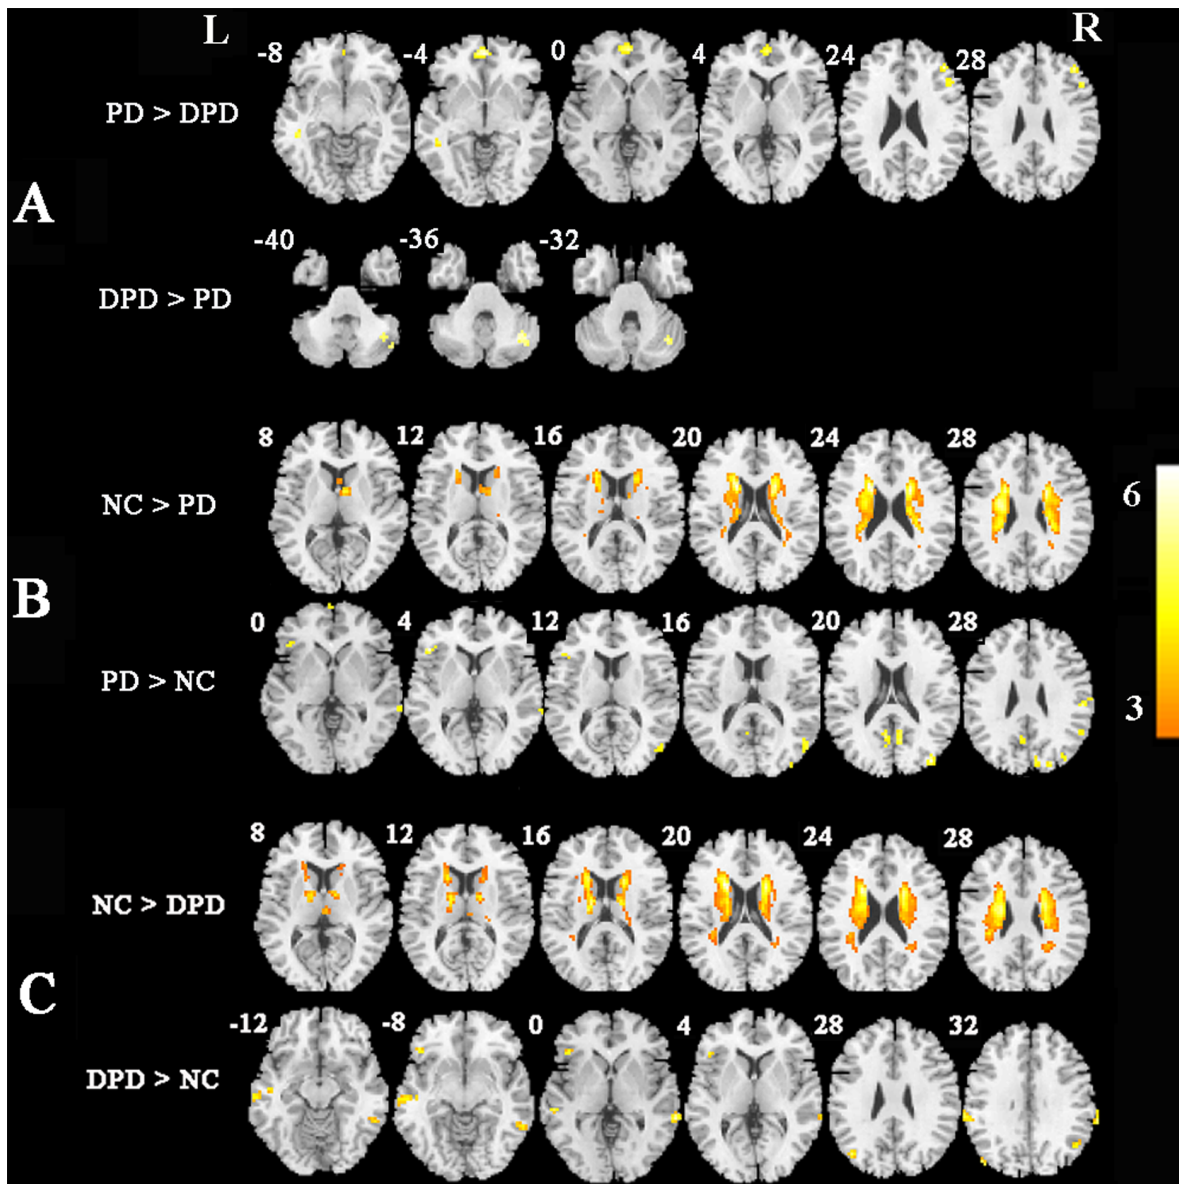 L R
-8 -4 0 4 24 28
PD > DPD
A
-40 -36 -32
DPD > PD
8 12 16 20 24 28
NC > PD
6
B
0 4 12 16 20 28
PD > NC
3
8 12 16 20 24 28
NC > DPD
C
-12 -8 0 4 28 32
DPD > NC